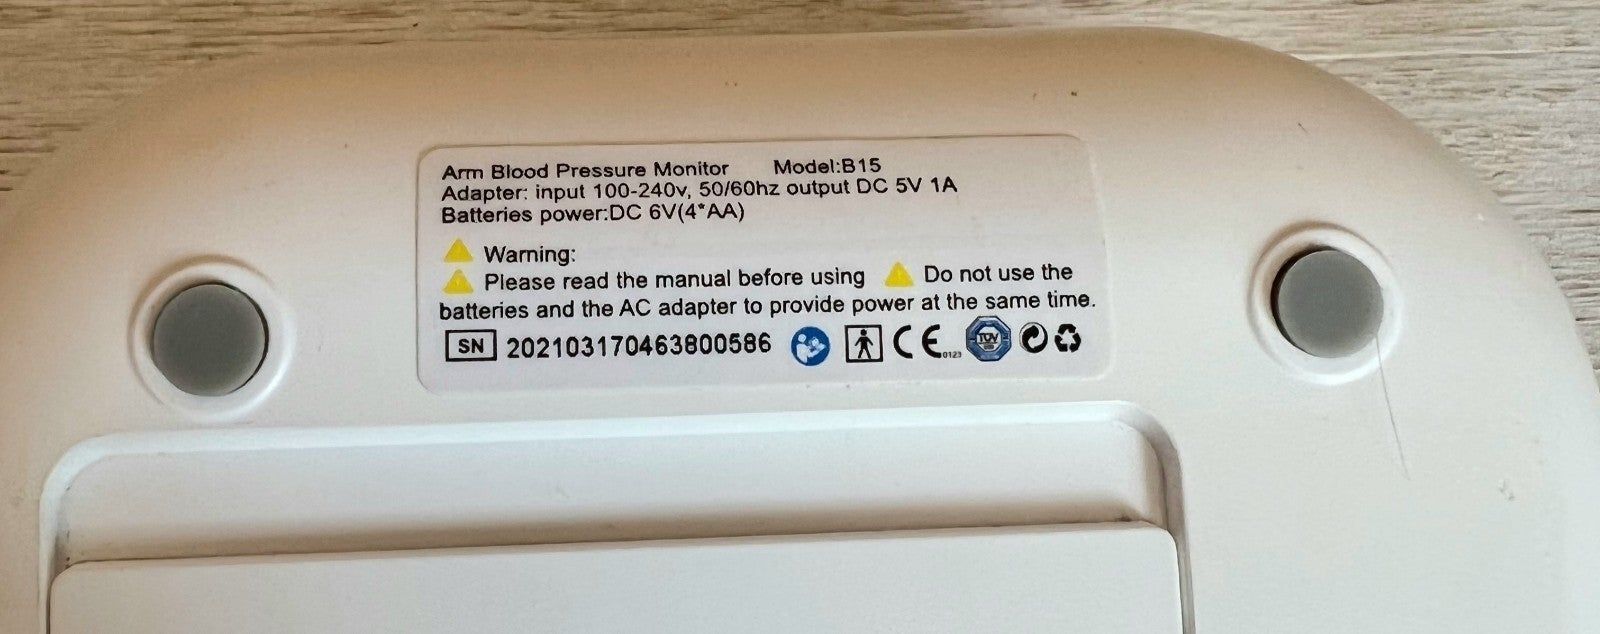 Arm Blood Pressure Monitor Model:B15
Adapter: input 100-240v, 50/60hz output DC 5V 1A
Batteries power:DC 6V(4*AA)
Warning:
Please read the manual before using Do not use the
batteries and the AC adapter to provide power at the same time.
SN 202103170463800586 CE 0123 TÜV